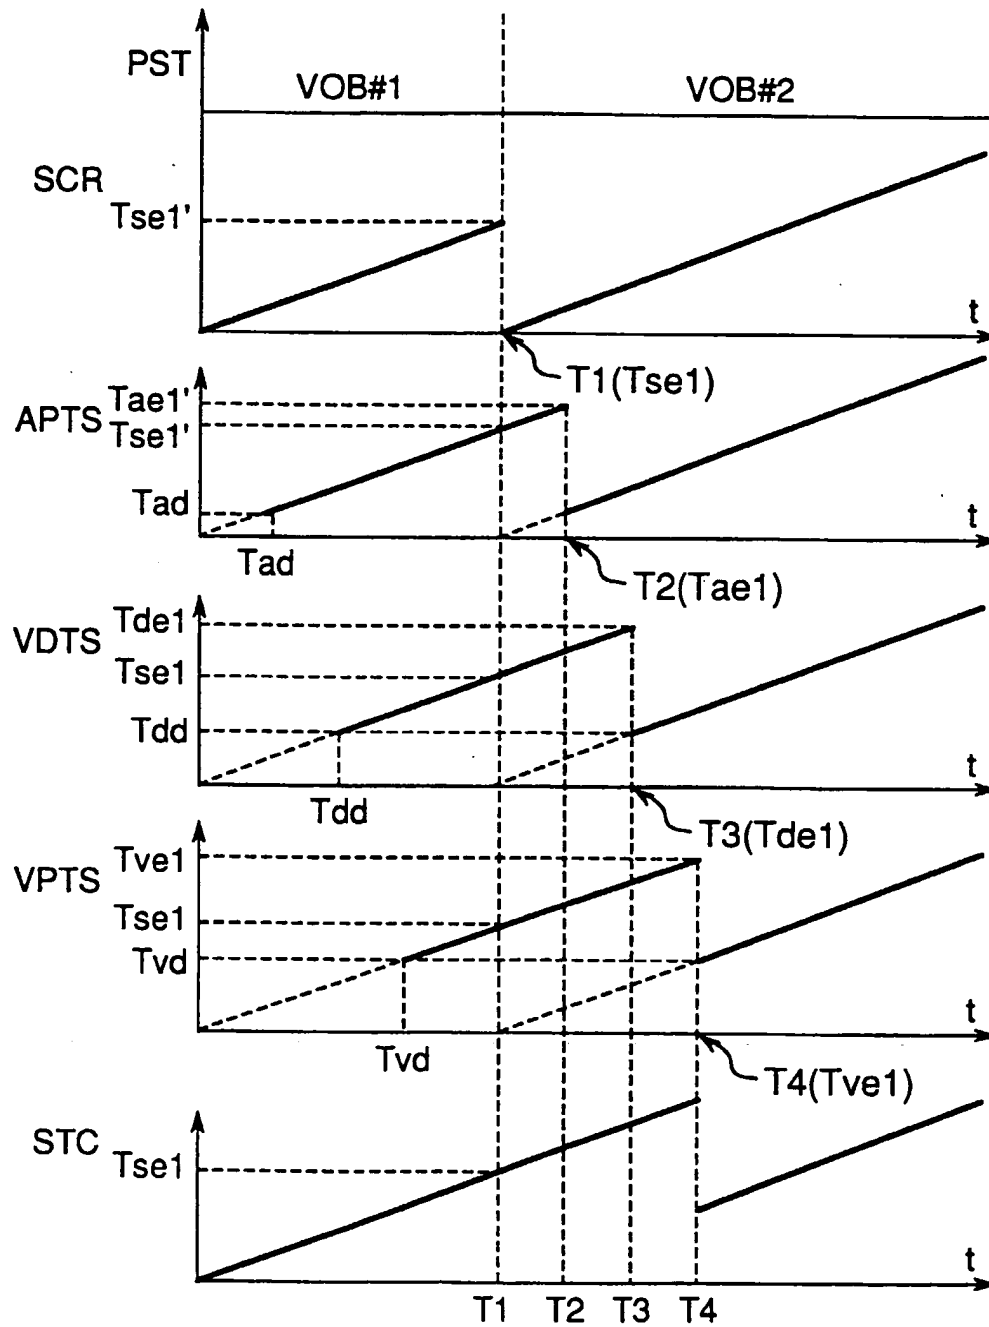 PST
VOB#1
VOB#2
SCR
Tse1'
t
T1(Tse1)
Tae1'
APTS
Tse1'
Tad
t
Tad
T2(Tae1)
Tde1
VDTS
Tse1
Tdd
t
Tdd
T3(Tde1)
Tve1
VPTS
Tse1
Tvd
t
Tvd
T4(Tve1)
STC
Tse1
t
T1 T2 T3 T4